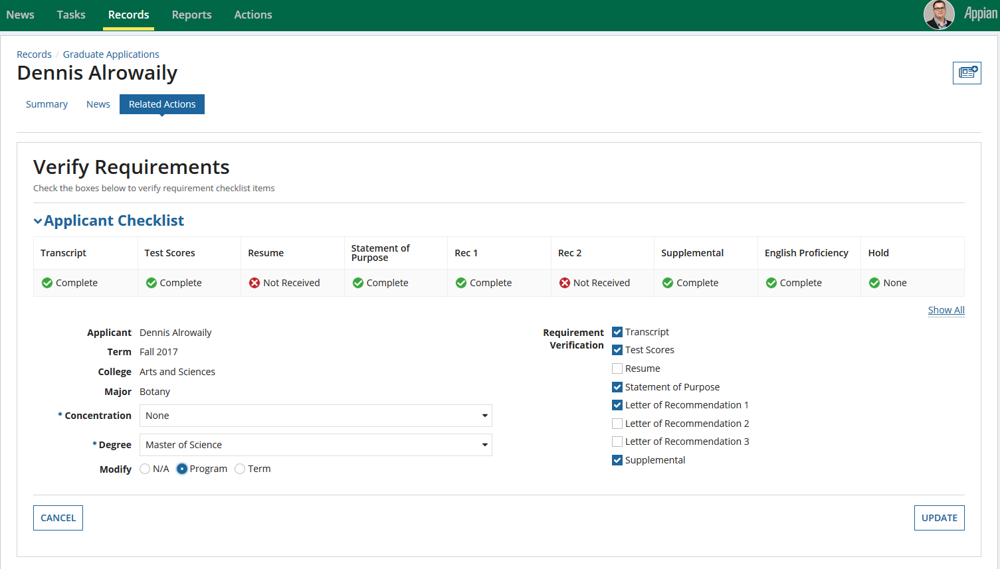 News Tasks Records Reports Actions Appian
Records / Graduate Applications
Dennis Alrowaily
Summary News Related Actions
Verify Requirements
Check the boxes below to verify requirement checklist items
Applicant Checklist
Transcript Test Scores Resume Statement of Purpose Rec 1 Rec 2 Supplemental English Proficiency Hold
Complete Complete Not Received Complete Complete Not Received Complete Complete None
Show All
Applicant Dennis Alrowaily
Term Fall 2017
College Arts and Sciences
Major Botany
* Concentration None
* Degree Master of Science
Modify N/A Program Term
Requirement Verification
Transcript
Test Scores
Resume
Statement of Purpose
Letter of Recommendation 1
Letter of Recommendation 2
Letter of Recommendation 3
Supplemental
CANCEL UPDATE